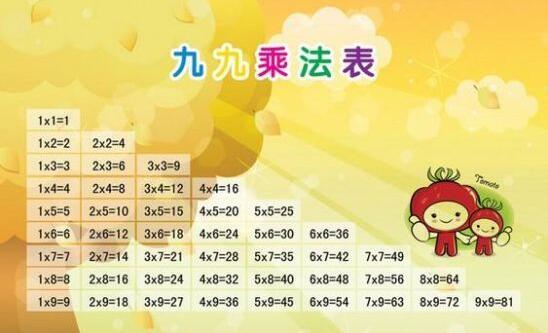 九九乘法表
1x1=1
1x2=2 2x2=4
1x3=3 2x3=6 3x3=9
1x4=4 2x4=8 3x4=12 4x4=16
1x5=5 2x5=10 3x5=15 4x5=20 5x5=25
1x6=6 2x6=12 3x6=18 4x6=24 5x6=30 6x6=36
1x7=7 2x7=14 3x7=21 4x7=28 5x7=35 6x7=42 7x7=49
1x8=8 2x8=16 3x8=24 4x8=32 5x8=40 6x8=48 7x8=56 8x8=64
1x9=9 2x9=18 3x9=27 4x9=36 5x9=45 6x9=54 7x9=63 8x9=72 9x9=81
Tomato